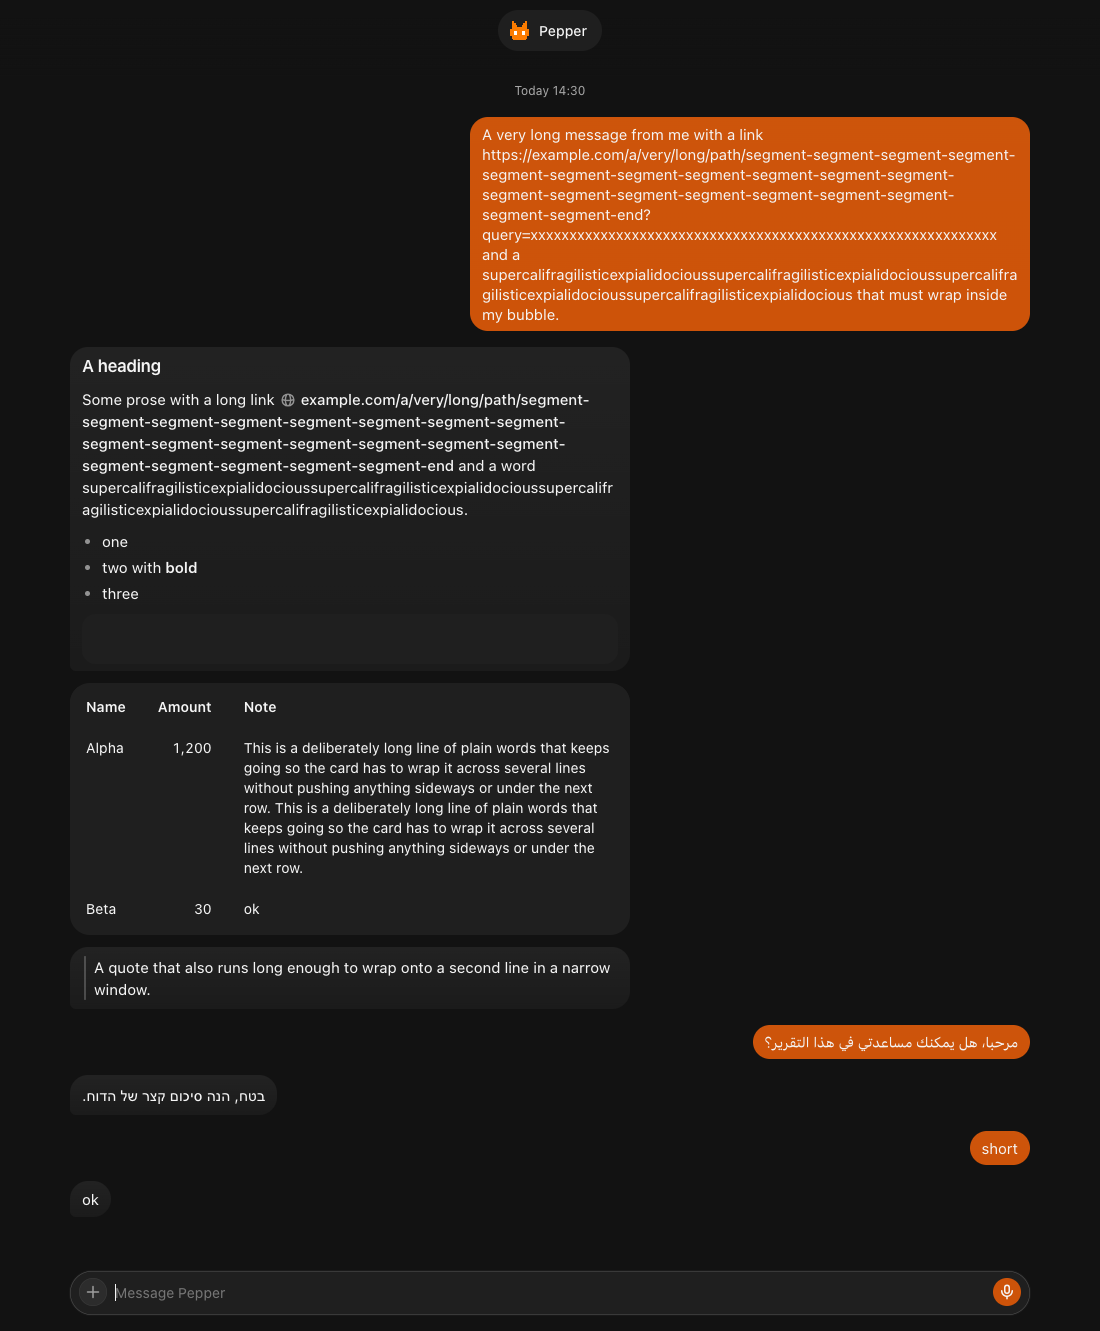 Pepper
Today 14:30
A very long message from me with a link
https://example.com/a/very/long/path/segment-segment-segment-segment-
segment-segment-segment-segment-segment-segment-segment-
segment-segment-segment-segment-segment-segment-segment-
segment-segment-end?
query=xxxxxxxxxxxxxxxxxxxxxxxxxxxxxxxxxxxxxxxxxxxxxxxxxxxxxxxxxxxx
and a
supercalifragilisticexpialidocioussupercalifragilisticexpialidocioussupercalifra
gilisticexpialidocioussupercalifragilisticexpialidocious that must wrap inside
my bubble.
A heading
Some prose with a long link example.com/a/very/long/path/segment-
segment-segment-segment-segment-segment-segment-segment-
segment-segment-segment-segment-segment-segment-segment-
segment-segment-segment-segment-segment-end and a word
supercalifragilisticexpialidocioussupercalifragilisticexpialidocioussupercalifr
agilisticexpialidocioussupercalifragilisticexpialidocious.
• one
• two with bold
• three
Name Amount Note
Alpha 1,200 This is a deliberately long line of plain words that keeps
going so the card has to wrap it across several lines
without pushing anything sideways or under the next
row. This is a deliberately long line of plain words that
keeps going so the card has to wrap it across several
lines without pushing anything sideways or under the
next row.
Beta 30 ok
A quote that also runs long enough to wrap onto a second line in a narrow
window.
مرحبا، هل يمكنك مساعدتي في هذا التقرير؟
בטח, הנה סיכום קצר של הדוח.
short
ok
Message Pepper